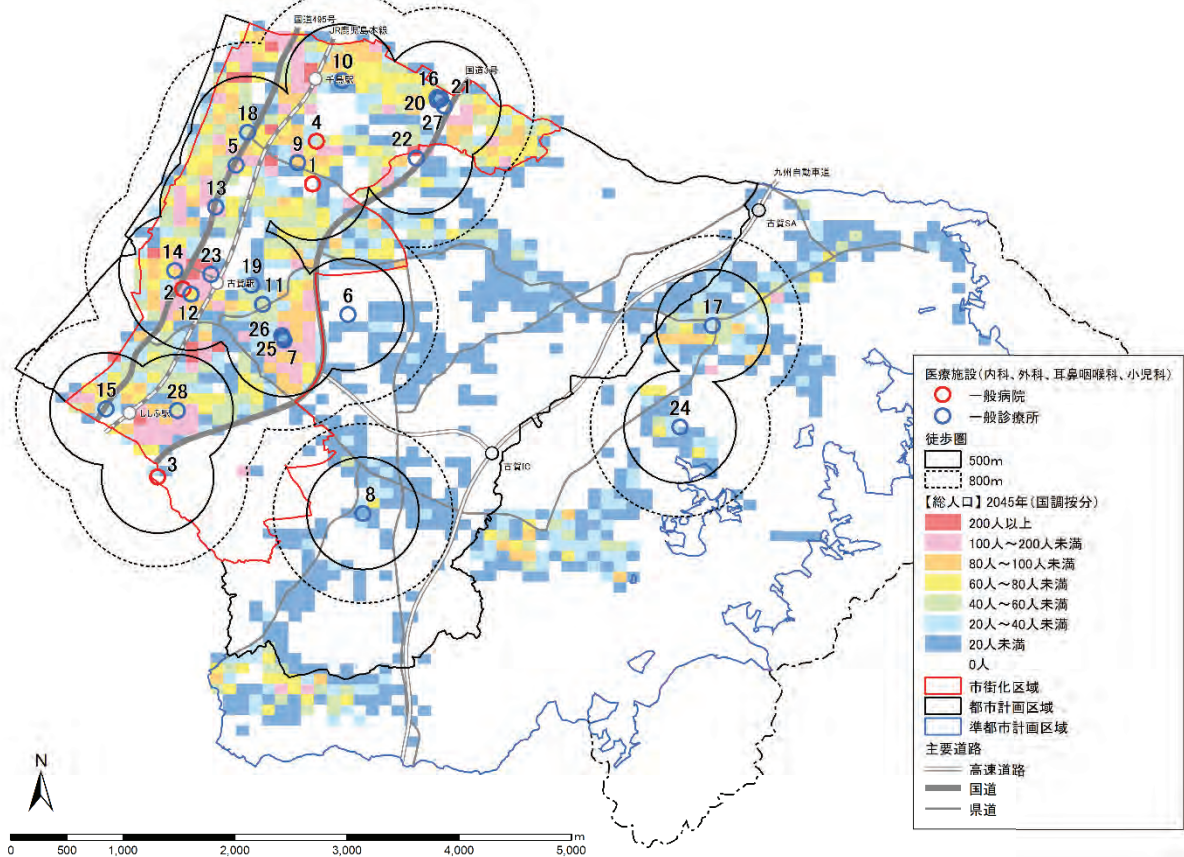 国道495号
JR鹿児島本線
10
千鳥駅
国道3号
16
21
20
27
18
4
22
9
5
1
九州自動車道
13
古賀SA
14
23
19
古賀駅
2
11
6
12
17
26
25
7
15
28
ししぶ駅
24
3
古賀IC
8
医療施設(内科、外科、耳鼻咽喉科、小児科)
一般病院
一般診療所
徒歩圏
500m
800m
【総人口】2045年(国調按分)
200人以上
100人~200人未満
80人~100人未満
60人~80人未満
40人~60人未満
20人~40人未満
20人未満
0人
市街化区域
都市計画区域
準都市計画区域
主要道路
高速道路
国道
県道
N
m
0 500 1,000 2,000 3,000 4,000 5,000